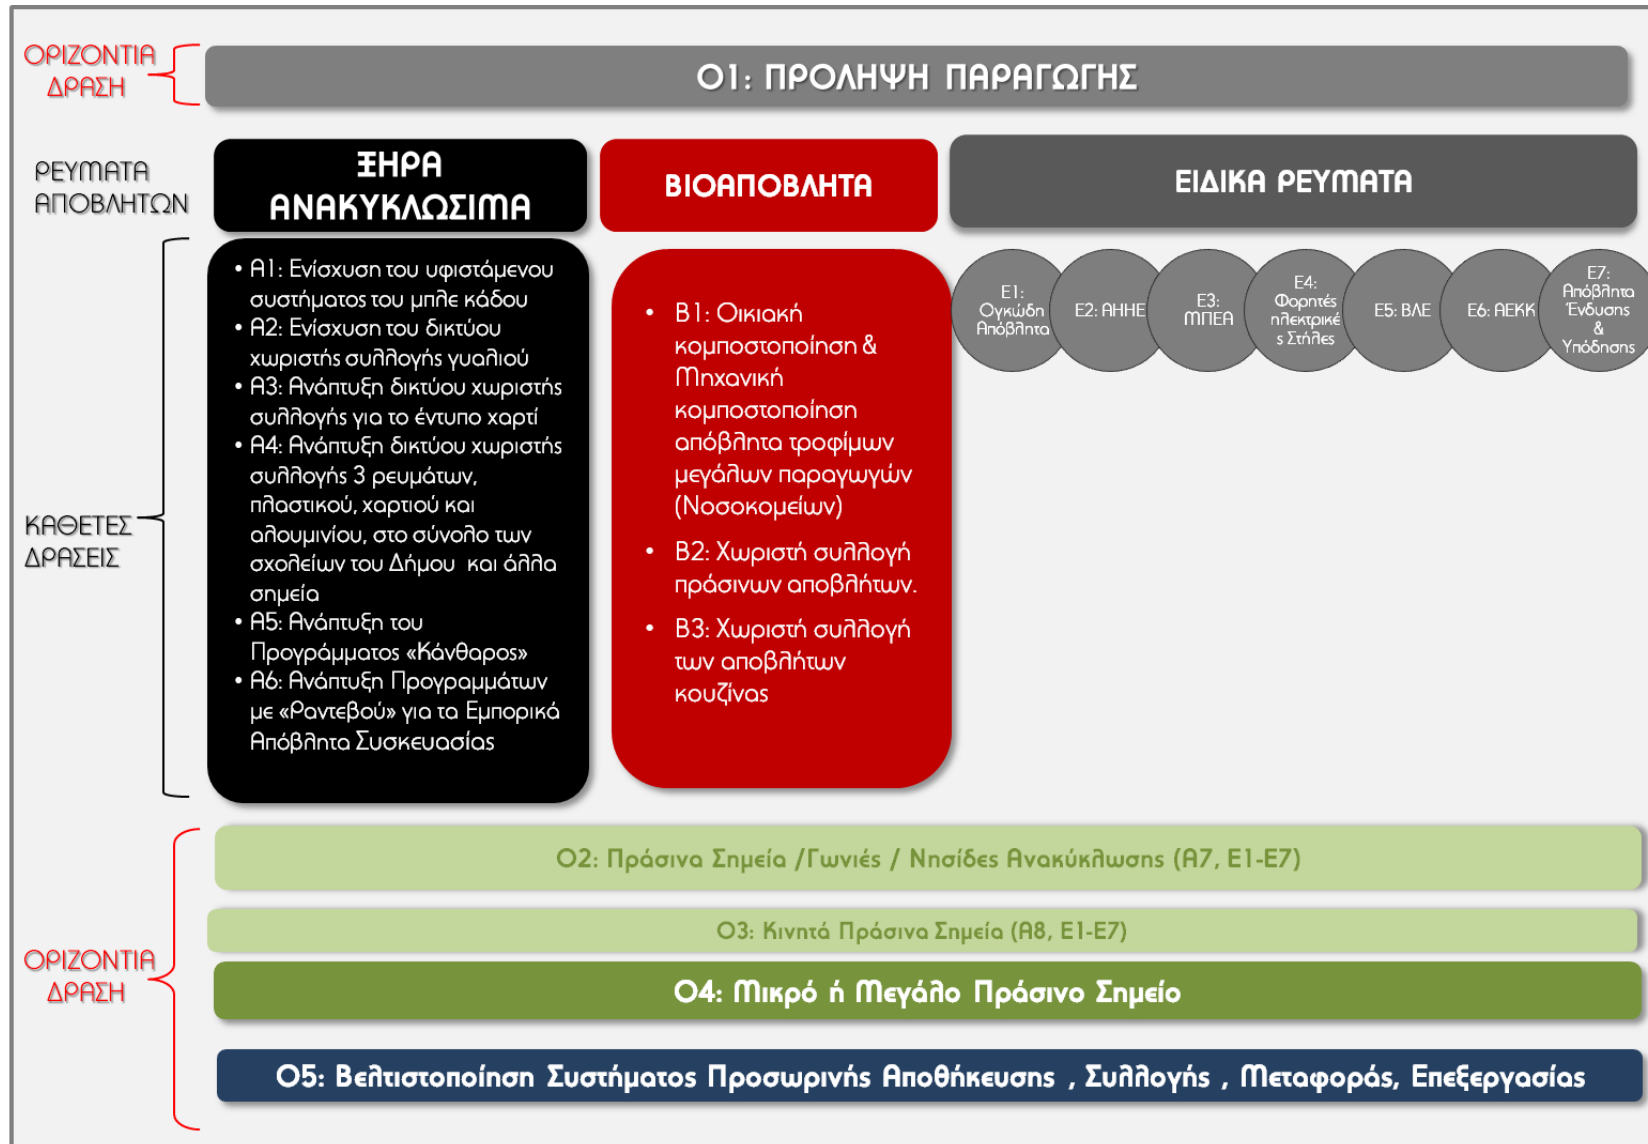 ΟΡΙΖΟΝΤΙΑ
ΔΡΑΣΗ
Ο1: ΠΡΟΛΗΨΗ ΠΑΡΑΓΩΓΗΣ
ΡΕΥΜΑΤΑ
ΑΠΟΒΛΗΤΩΝ
ΞΗΡΑ
ΑΝΑΚΥΚΛΩΣΙΜΑ
ΒΙΟΑΠΟΒΛΗΤΑ
ΕΙΔΙΚΑ ΡΕΥΜΑΤΑ
ΚΑΘΕΤΕΣ
ΔΡΑΣΕΙΣ
• Α1: Ενίσχυση του υφιστάμενου
συστήματος του μπλε κάδου
• Α2: Ενίσχυση του δικτύου
χωριστής συλλογής γυαλιού
• Α3: Ανάπτυξη δικτύου χωριστής
συλλογής για το έντυπο χαρτί
• Α4: Ανάπτυξη δικτύου χωριστής
συλλογής 3 ρευμάτων,
πλαστικού, χαρτιού και
αλουμινίου, στο σύνολο των
σχολείων του Δήμου και άλλα
σημεία
• Α5: Ανάπτυξη του
Προγράμματος «Κάνθαρος»
• Α6: Ανάπτυξη Προγραμμάτων
με «Ραντεβού» για τα Εμπορικά
Απόβλητα Συσκευασίας
• Β1: Οικιακή
κομποστοποίηση &
Μηχανική
κομποστοποίηση
απόβλητα τροφίμων
μεγάλων παραγωγών
(Νοσοκομείων)
• Β2: Χωριστή συλλογή
πράσινων αποβλήτων.
• Β3: Χωριστή συλλογή
των αποβλήτων
κουζίνας
Ε1:
Ογκώδη
Απόβλητα
Ε2: ΑΗΗΕ
Ε3:
ΜΠΕΑ
Ε4:
Φορητές
ηλεκτρικέ
ς Στήλες
Ε5: ΒΛΕ
Ε6: ΑΕΚΚ
Ε7:
Απόβλητα
Ένδυσης
&
Υπόδησης
ΟΡΙΖΟΝΤΙΑ
ΔΡΑΣΗ
Ο2: Πράσινα Σημεία /Γωνιές / Νησίδες Ανακύκλωσης (Α7, Ε1-Ε7)
Ο3: Κινητά Πράσινα Σημεία (Α8, Ε1-Ε7)
Ο4: Μικρό ή Μεγάλο Πράσινο Σημείο
Ο5: Βελτιστοποίηση Συστήματος Προσωρινής Αποθήκευσης , Συλλογής , Μεταφοράς, Επεξεργασίας